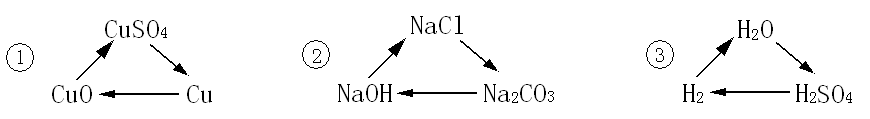 ① CuSO₄ CuO Cu
② NaCl NaOH Na₂CO₃
③ H₂O H₂ H₂SO₄